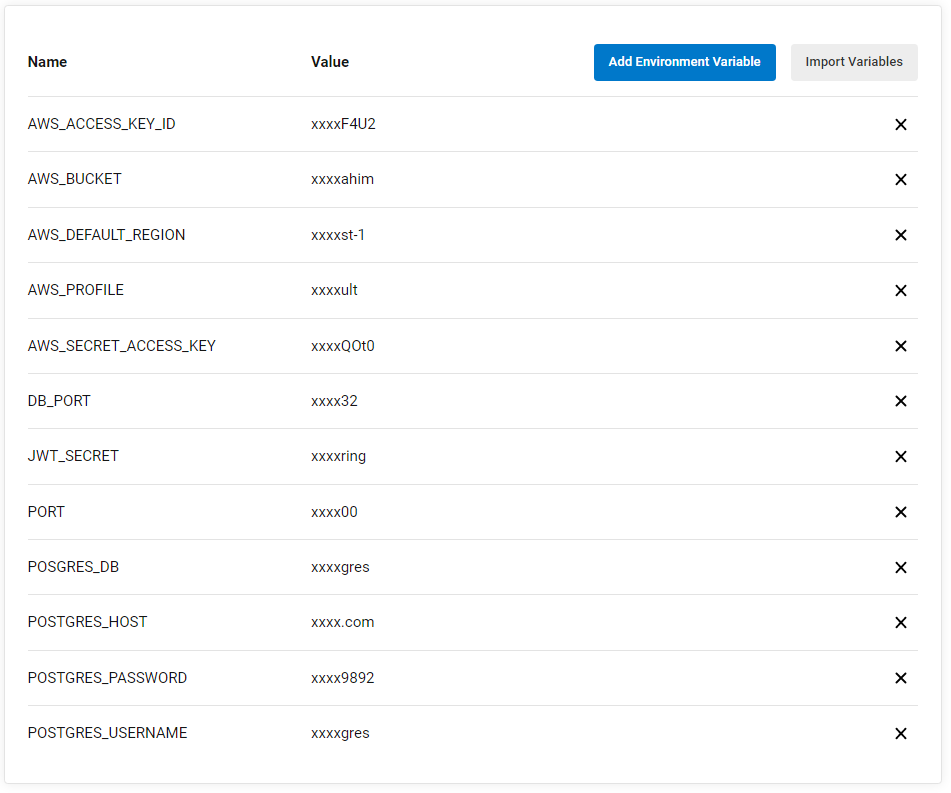 Name Value Add Environment Variable Import Variables
AWS_ACCESS_KEY_ID xxxxF4U2
AWS_BUCKET xxxxahim
AWS_DEFAULT_REGION xxxxst-1
AWS_PROFILE xxxxult
AWS_SECRET_ACCESS_KEY xxxxQOt0
DB_PORT xxxx32
JWT_SECRET xxxxring
PORT xxxx00
POSGRES_DB xxxxgres
POSTGRES_HOST xxxx.com
POSTGRES_PASSWORD xxxx9892
POSTGRES_USERNAME xxxxgres